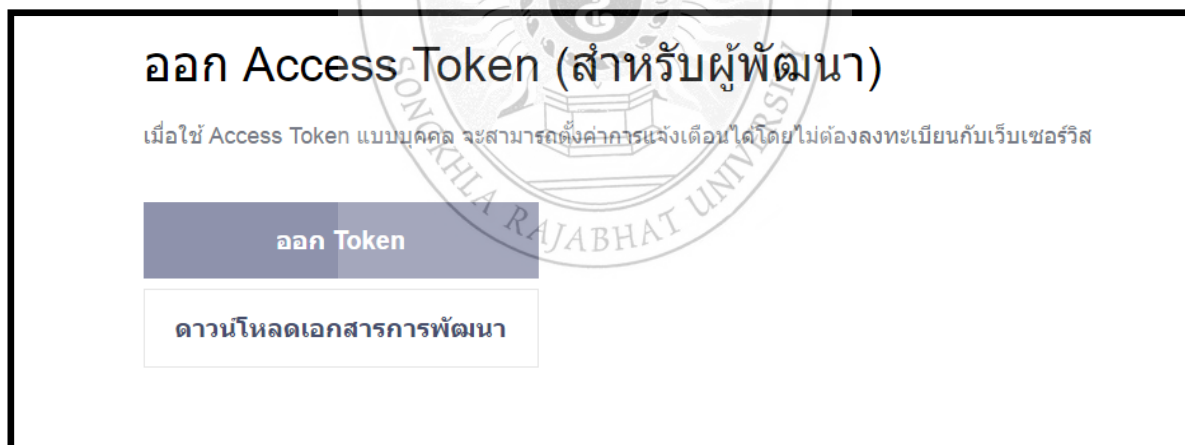 ออก Access Token (สำหรับผู้พัฒนา)
เมื่อใช้ Access Token แบบบุคคล จะสามารถตั้งค่าการแจ้งเตือนได้โดยไม่ต้องลงทะเบียนกับเว็บเซอร์วิส
SONGKHLA RAJABHAT UNIVERSITY
ออก Token
ดาวน์โหลดเอกสารการพัฒนา